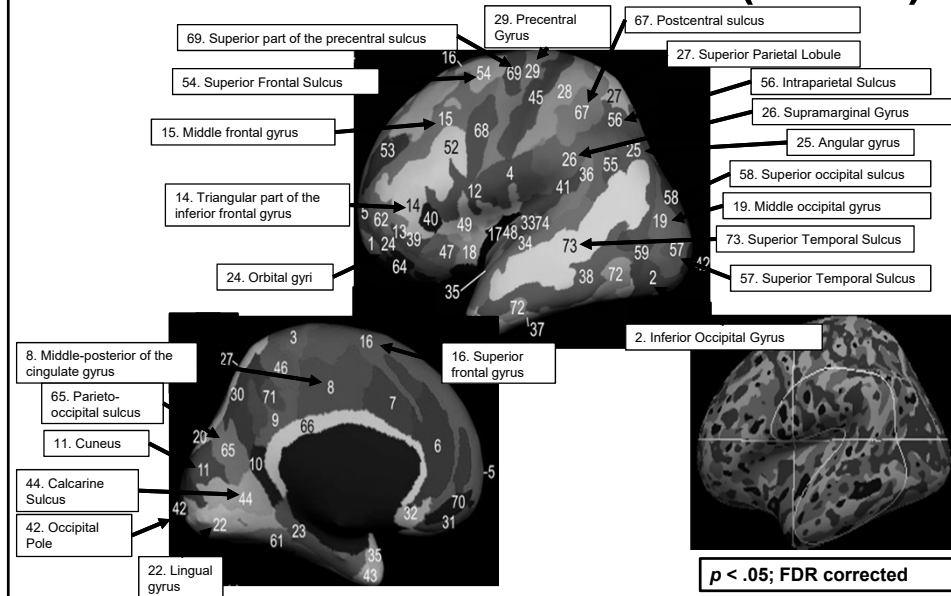 29. Precentral
Gyrus
67. Postcentral sulcus
69. Superior part of the precentral sulcus
27. Superior Parietal Lobule
54. Superior Frontal Sulcus
56. Intraparietal Sulcus
26. Supramarginal Gyrus
15. Middle frontal gyrus
25. Angular gyrus
58. Superior occipital sulcus
14. Triangular part of the
inferior frontal gyrus
19. Middle occipital gyrus
73. Superior Temporal Sulcus
24. Orbital gyri
57. Superior Temporal Sulcus
16
54 69 29
45 28 27
67 56
15 68
52
53
26 25
4 36 55
12 41
58
14 19
5 62 40 49 33 74
13 17 48
1 24 39 34 73 59 57
47 18 42
64 38 72 2
35
72
37
2. Inferior Occipital Gyrus
8. Middle-posterior of the
cingulate gyrus
16. Superior
frontal gyrus
65. Parieto-
occipital sulcus
11. Cuneus
44. Calcarine
Sulcus
42. Occipital
Pole
22. Lingual
gyrus
3 16
27 46
8
30 71 7
9 66
20 6
65
11 10 -5
44 70
42 32
22 23 31
61
35
43
p < .05; FDR corrected